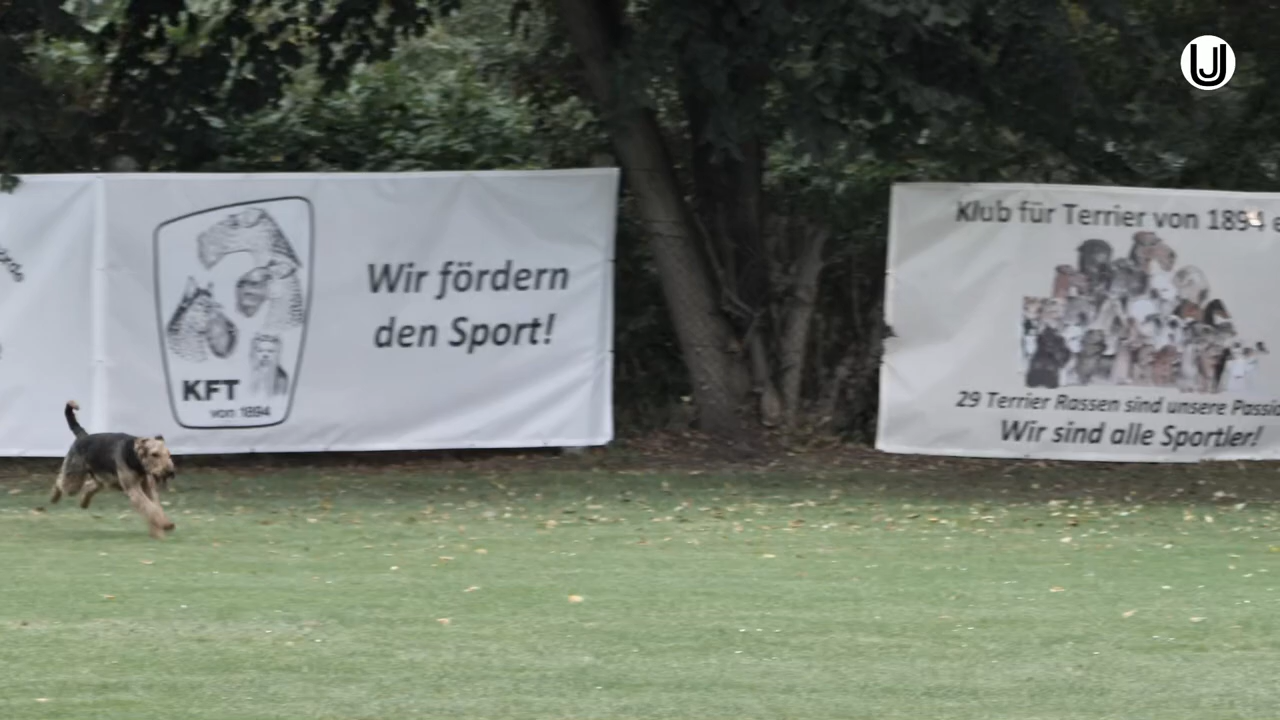 Wir fördern
den Sport!
KFT
von 1894
Klub für Terrier von 1894 e
29 Terrier Rassen sind unsere Passi
Wir sind alle Sportler!